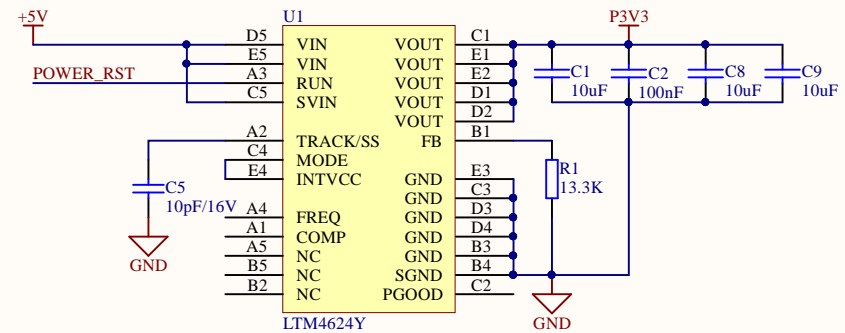 +5V
U1
P3V3
D5 VIN VOUT C1
E5 VIN VOUT E1
POWER_RST A3 RUN VOUT E2
C5 SVIN VOUT D1
VOUT D2
C1 10uF
C2 100nF
C8 10uF
C9 10uF
A2 TRACK/SS FB B1
C4 MODE
E4 INTVCC GND E3
GND C3
A4 FREQ GND D3
A1 COMP GND D4
A5 NC GND B3
B5 NC SGND B4
B2 NC PGOOD C2
C5
10pF/16V
GND
R1
13.3K
GND
LTM4624Y